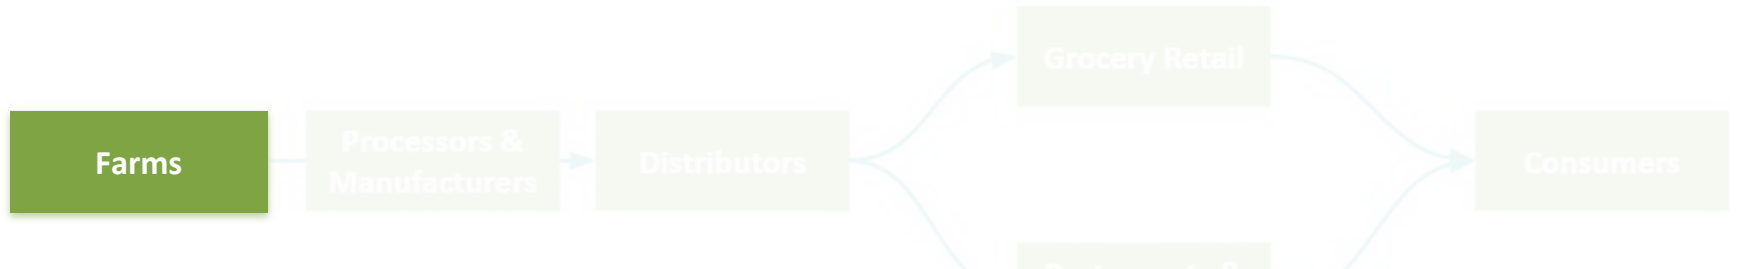 Grocery Retail
Farms
Processors &
Manufacturers
Distributors
Consumers